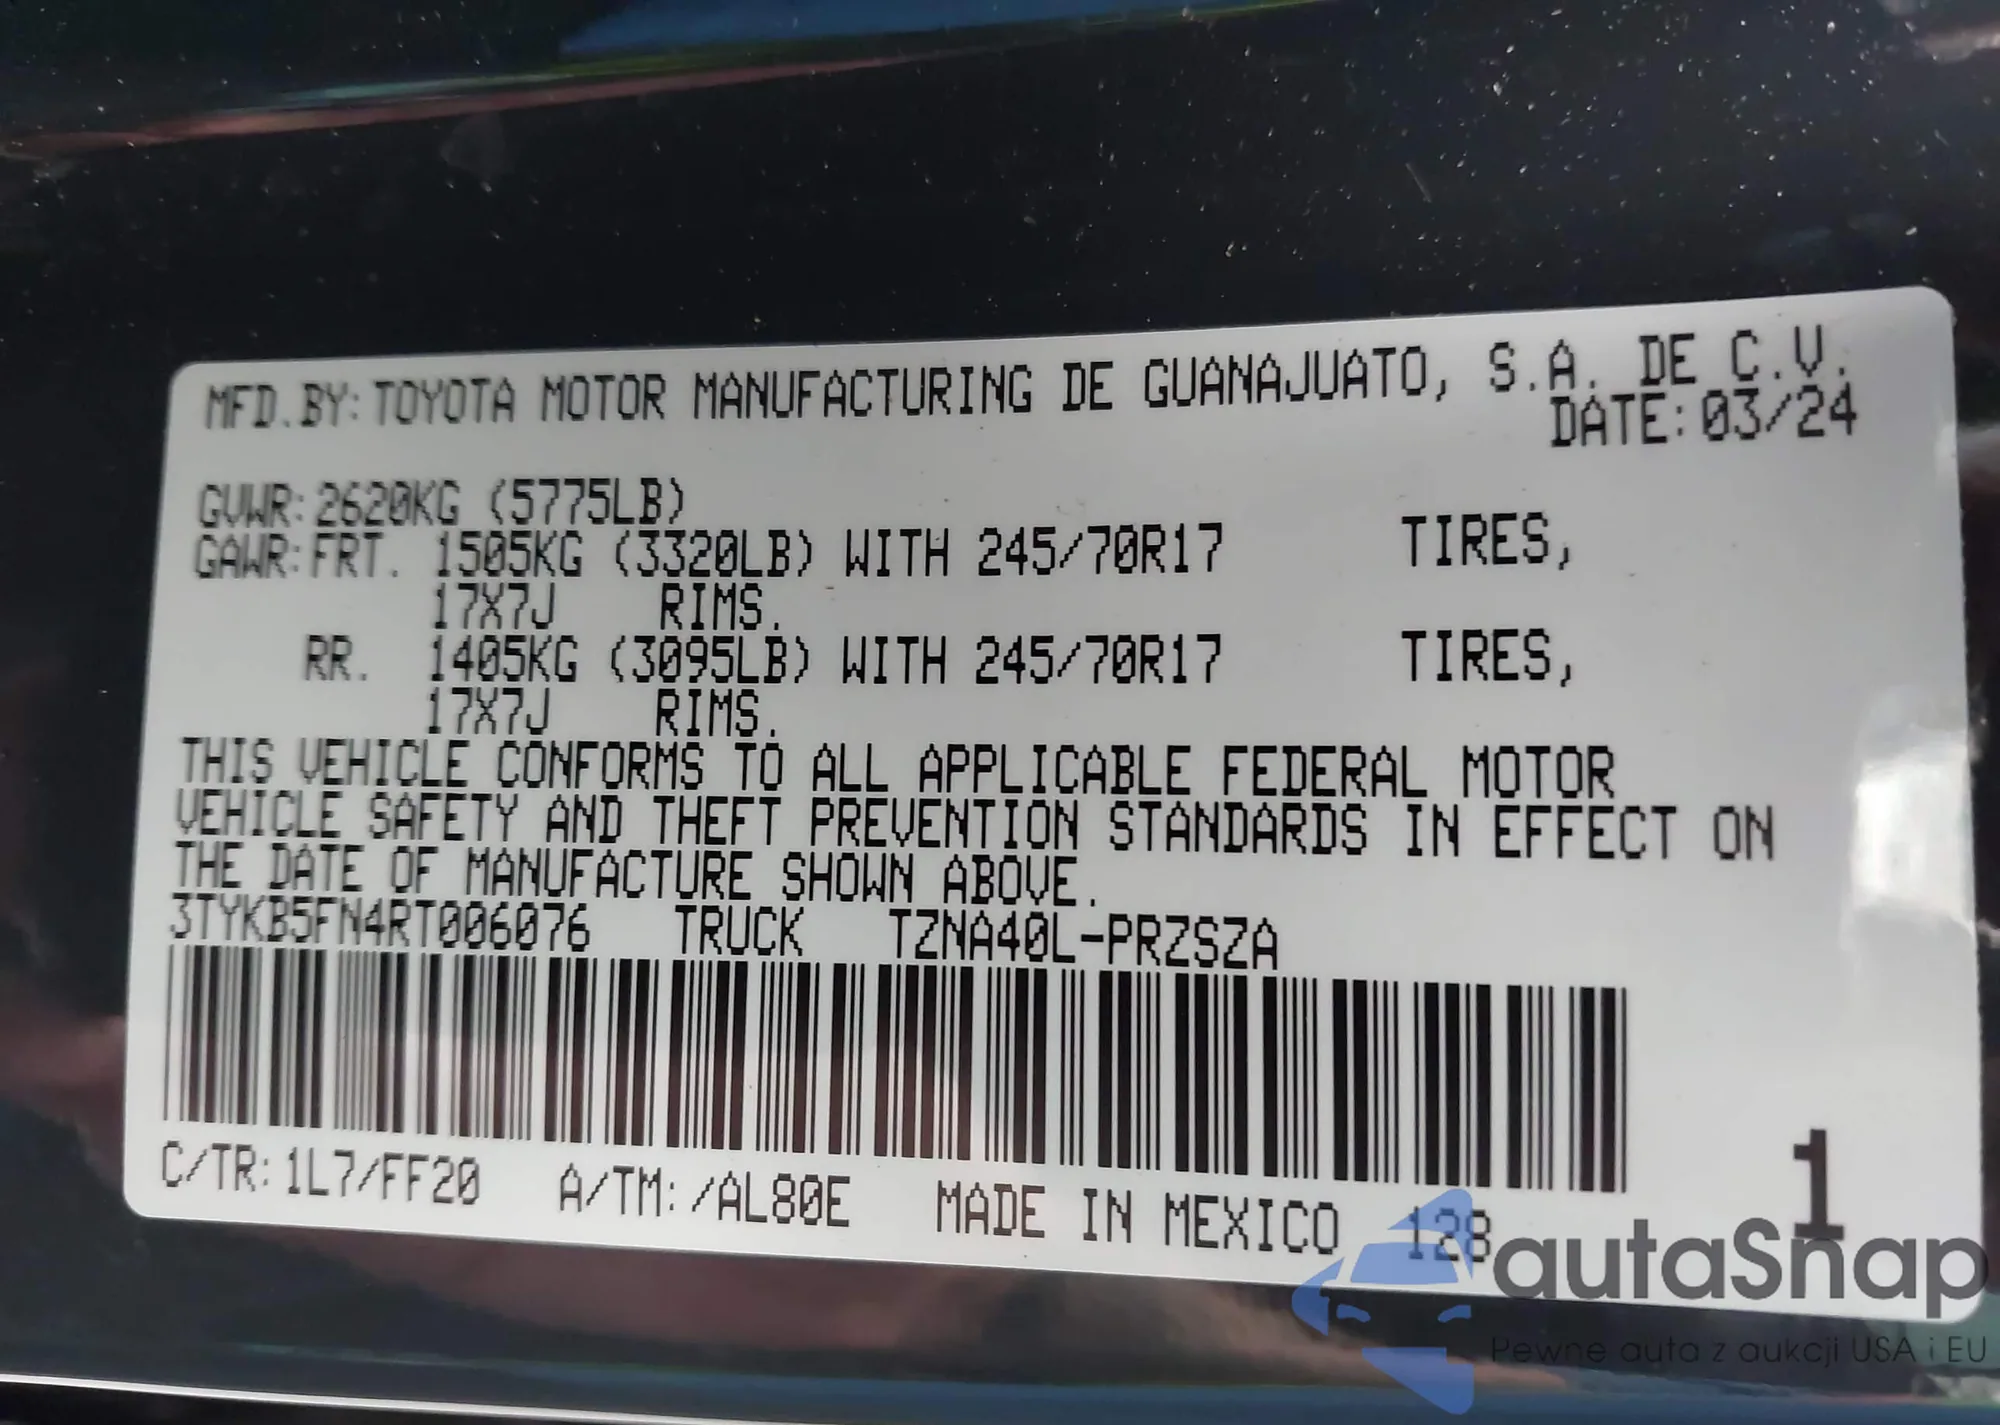 MFD.BY: TOYOTA MOTOR MANUFACTURING DE GUANAJUATO, S.A. DE C.V.
DATE: 03/24
GVWR: 2620KG (5775LB)
GAWR: FRT. 1505KG (3320LB) WITH 245/70R17 TIRES,
17X7J RIMS.
RR. 1405KG (3095LB) WITH 245/70R17 TIRES,
17X7J RIMS.
THIS VEHICLE CONFORMS TO ALL APPLICABLE FEDERAL MOTOR
VEHICLE SAFETY AND THEFT PREVENTION STANDARDS IN EFFECT ON
THE DATE OF MANUFACTURE SHOWN ABOVE.
3TYKB5FN4RT006076 TRUCK TZNA40L-PRZSZA
C/TR: 1L7/FF20 A/TM: /AL80E MADE IN MEXICO 128
1
autaSnap
Pewne auta z aukcji USA i EU